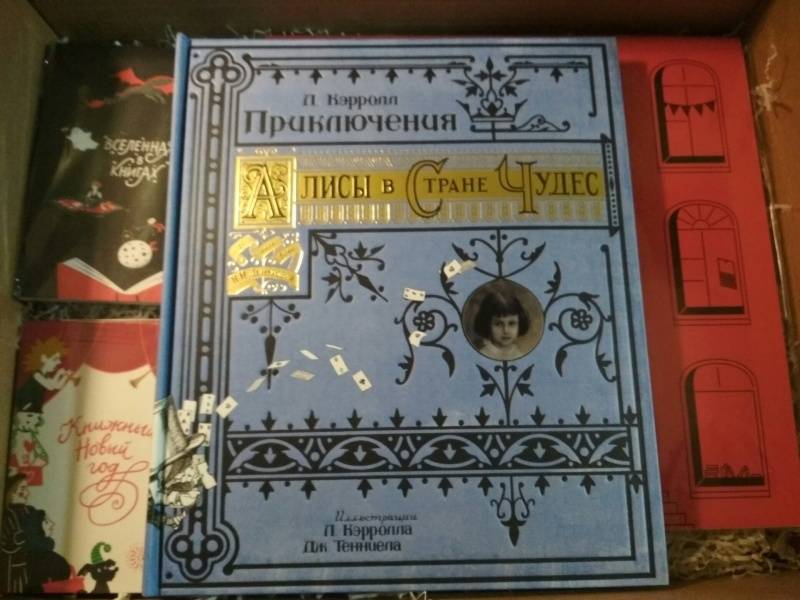 Л. Кэрролл
Приключения
Алисы в Стране Чудес
Иллюстрации
Л. Кэрролла
Дж. Тенниела
Вселенная
в
книгах
Книжный
Новый
год